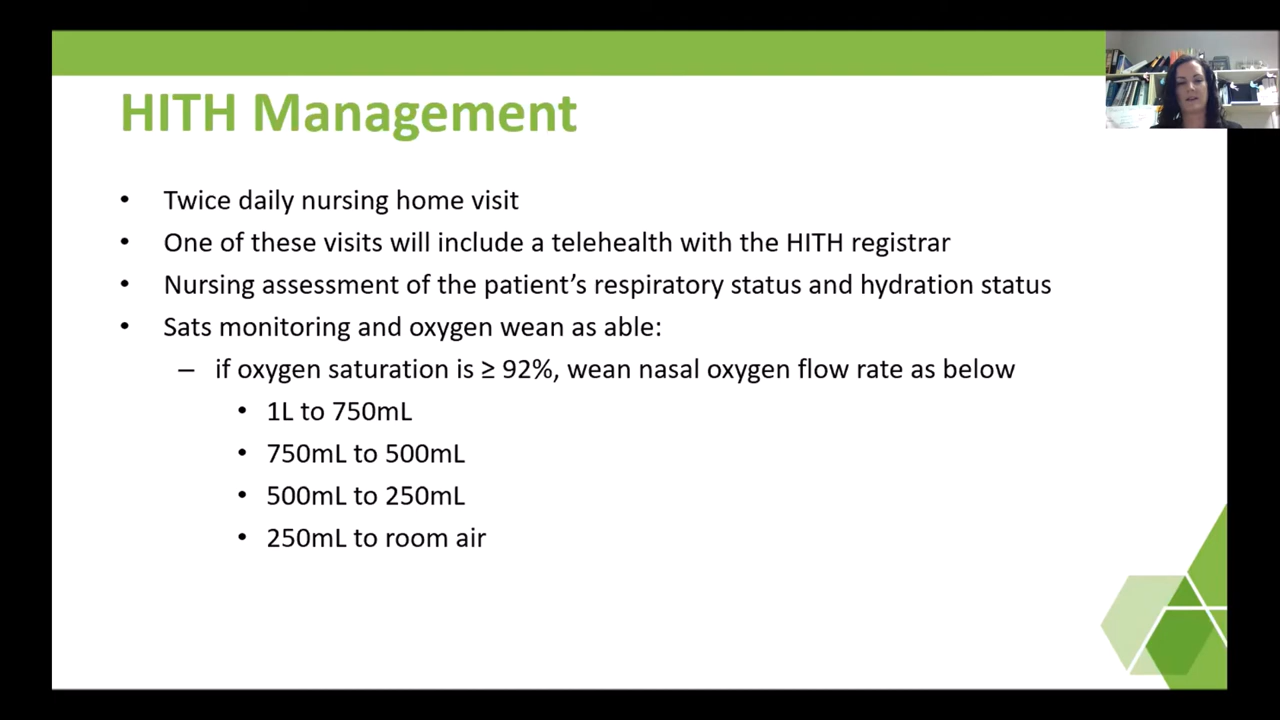 HITH Management
• Twice daily nursing home visit
• One of these visits will include a telehealth with the HITH registrar
• Nursing assessment of the patient's respiratory status and hydration status
• Sats monitoring and oxygen wean as able:
– if oxygen saturation is ≥ 92%, wean nasal oxygen flow rate as below
• 1L to 750mL
• 750mL to 500mL
• 500mL to 250mL
• 250mL to room air